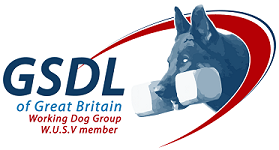 GSDL
of Great Britain
Working Dog Group
W.U.S.V member